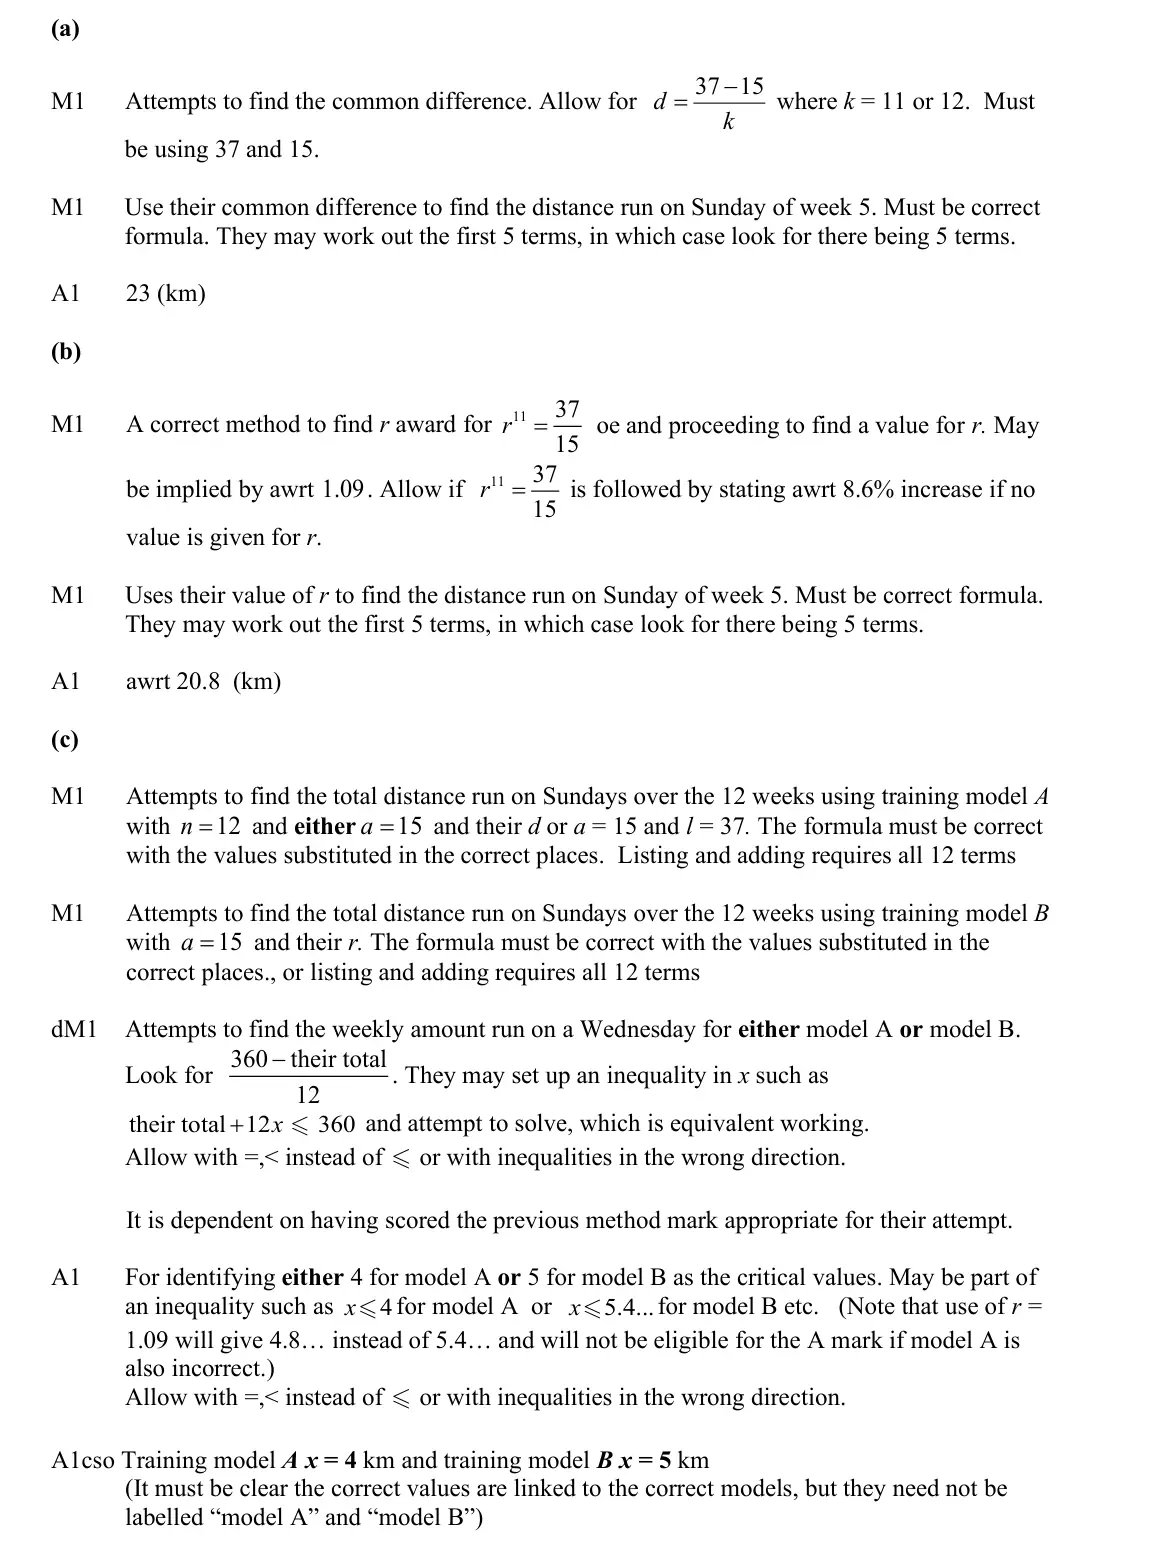 (a)
M1 Attempts to find the common difference. Allow for d = (37 − 15)/k where k = 11 or 12. Must
be using 37 and 15.
M1 Use their common difference to find the distance run on Sunday of week 5. Must be correct
formula. They may work out the first 5 terms, in which case look for there being 5 terms.
A1 23 (km)
(b)
M1 A correct method to find r award for r^11 = 37/15 oe and proceeding to find a value for r. May
be implied by awrt 1.09. Allow if r^11 = 37/15 is followed by stating awrt 8.6% increase if no
value is given for r.
M1 Uses their value of r to find the distance run on Sunday of week 5. Must be correct formula.
They may work out the first 5 terms, in which case look for there being 5 terms.
A1 awrt 20.8 (km)
(c)
M1 Attempts to find the total distance run on Sundays over the 12 weeks using training model A
with n = 12 and either a = 15 and their d or a = 15 and l = 37. The formula must be correct
with the values substituted in the correct places. Listing and adding requires all 12 terms
M1 Attempts to find the total distance run on Sundays over the 12 weeks using training model B
with a = 15 and their r. The formula must be correct with the values substituted in the
correct places., or listing and adding requires all 12 terms
dM1 Attempts to find the weekly amount run on a Wednesday for either model A or model B.
Look for (360 − their total)/12. They may set up an inequality in x such as
their total + 12x ⩽ 360 and attempt to solve, which is equivalent working.
Allow with =,< instead of ⩽ or with inequalities in the wrong direction.
It is dependent on having scored the previous method mark appropriate for their attempt.
A1 For identifying either 4 for model A or 5 for model B as the critical values. May be part of
an inequality such as x ⩽ 4 for model A or x ⩽ 5.4... for model B etc. (Note that use of r =
1.09 will give 4.8… instead of 5.4… and will not be eligible for the A mark if model A is
also incorrect.)
Allow with =,< instead of ⩽ or with inequalities in the wrong direction.
A1cso Training model A x = 4 km and training model B x = 5 km
(It must be clear the correct values are linked to the correct models, but they need not be
labelled “model A” and “model B”)